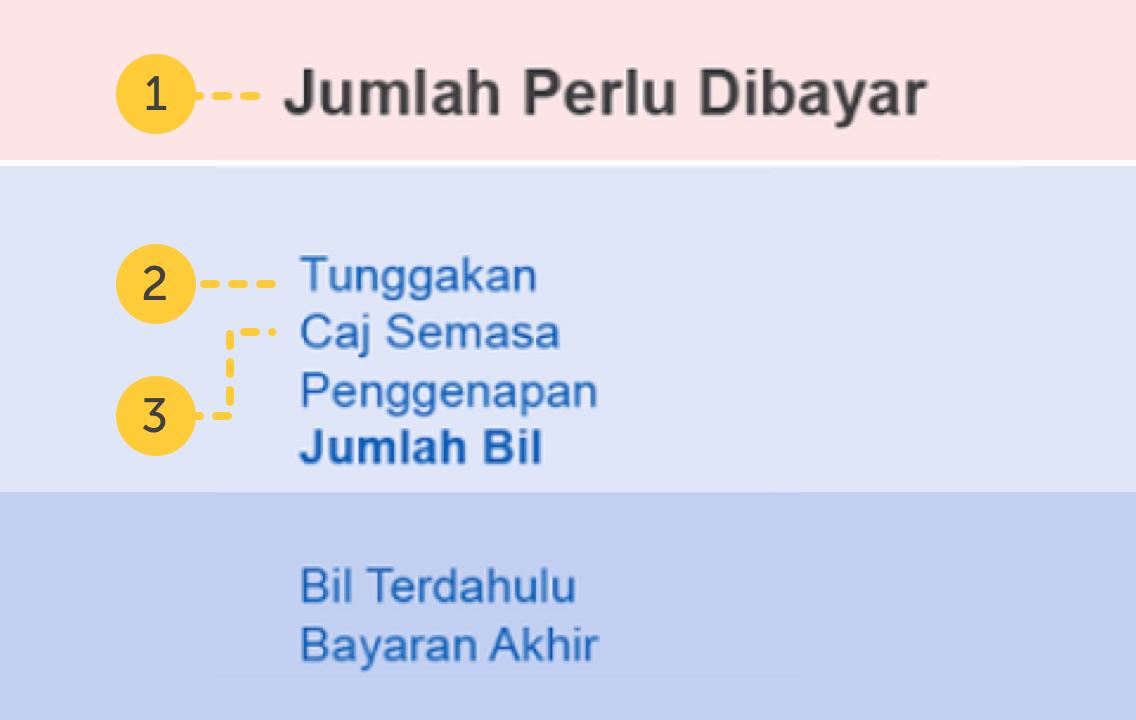 1 Jumlah Perlu Dibayar
2 Tunggakan
Caj Semasa
3 Penggenapan
Jumlah Bil
Bil Terdahulu
Bayaran Akhir